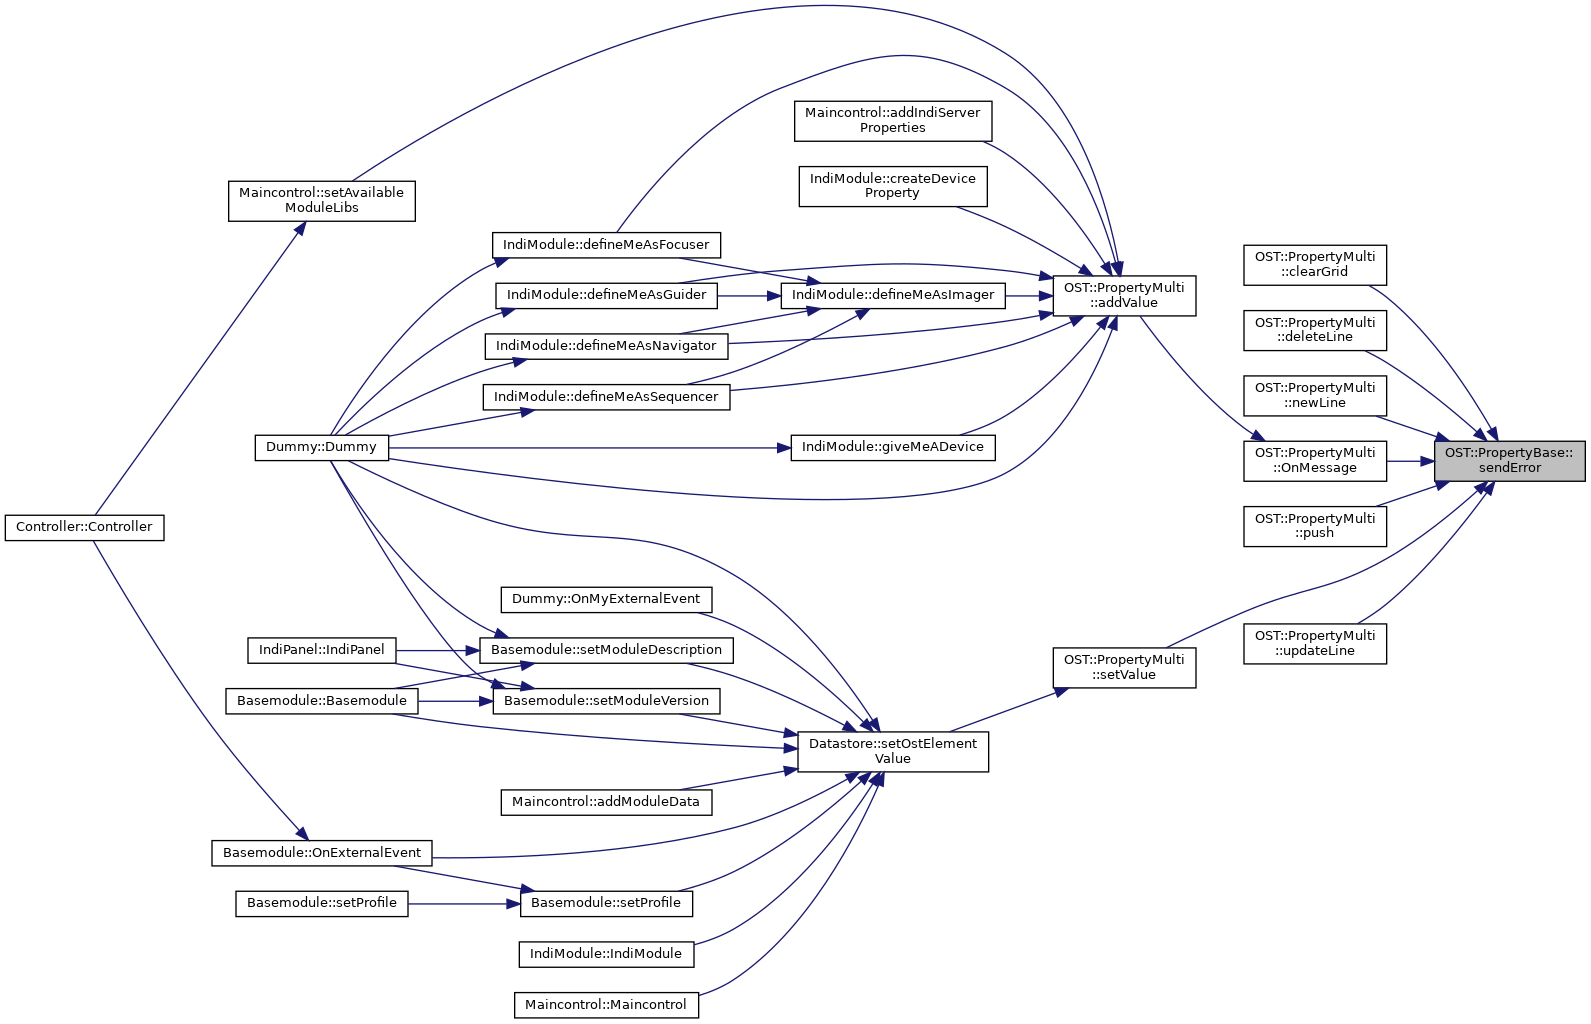 Maincontrol::addIndiServer
Properties
IndiModule::createDevice
Property
Maincontrol::setAvailable
ModuleLibs
IndiModule::defineMeAsFocuser
OST::PropertyMulti
::clearGrid
IndiModule::defineMeAsGuider
IndiModule::defineMeAsImager
OST::PropertyMulti
::addValue
OST::PropertyMulti
::deleteLine
IndiModule::defineMeAsNavigator
IndiModule::defineMeAsSequencer
OST::PropertyMulti
::newLine
Dummy::Dummy
IndiModule::giveMeADevice
OST::PropertyMulti
::OnMessage
OST::PropertyBase::
sendError
Controller::Controller
OST::PropertyMulti
::push
Dummy::OnMyExternalEvent
IndiPanel::IndiPanel
Basemodule::setModuleDescription
OST::PropertyMulti
::updateLine
OST::PropertyMulti
::setValue
Basemodule::Basemodule
Basemodule::setModuleVersion
Datastore::setOstElement
Value
Maincontrol::addModuleData
Basemodule::OnExternalEvent
Basemodule::setProfile
Basemodule::setProfile
IndiModule::IndiModule
Maincontrol::Maincontrol